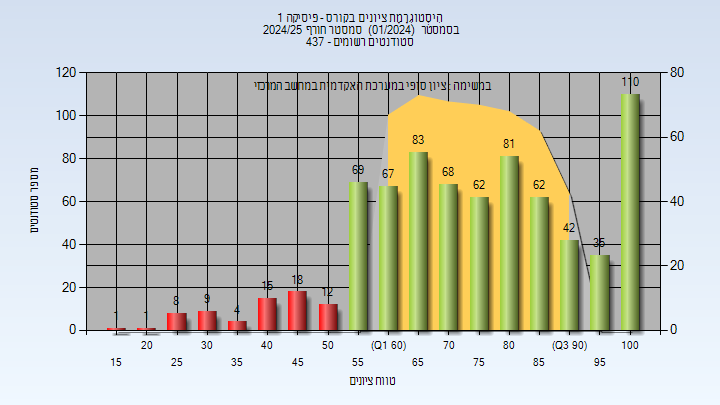 היסטוגרמת ציונים בקורס - פיסיקה 1
בסמסטר (01/2024) סמסטר חורף 2024/25
סטודנטים רשומים - 437
במשימה : ציון סופי במערכת האקדמית במחשב המרכזי
120 100 80 60 40 20 0
80 60 40 20 0
מספר סטודנטים
1 1 8 9 4 15 18 12 69 67 83 68 62 81 62 42 35 110
20 30 40 50 (Q1 60) 70 80 (Q3 90) 100
15 25 35 45 55 65 75 85 95
טווח ציונים